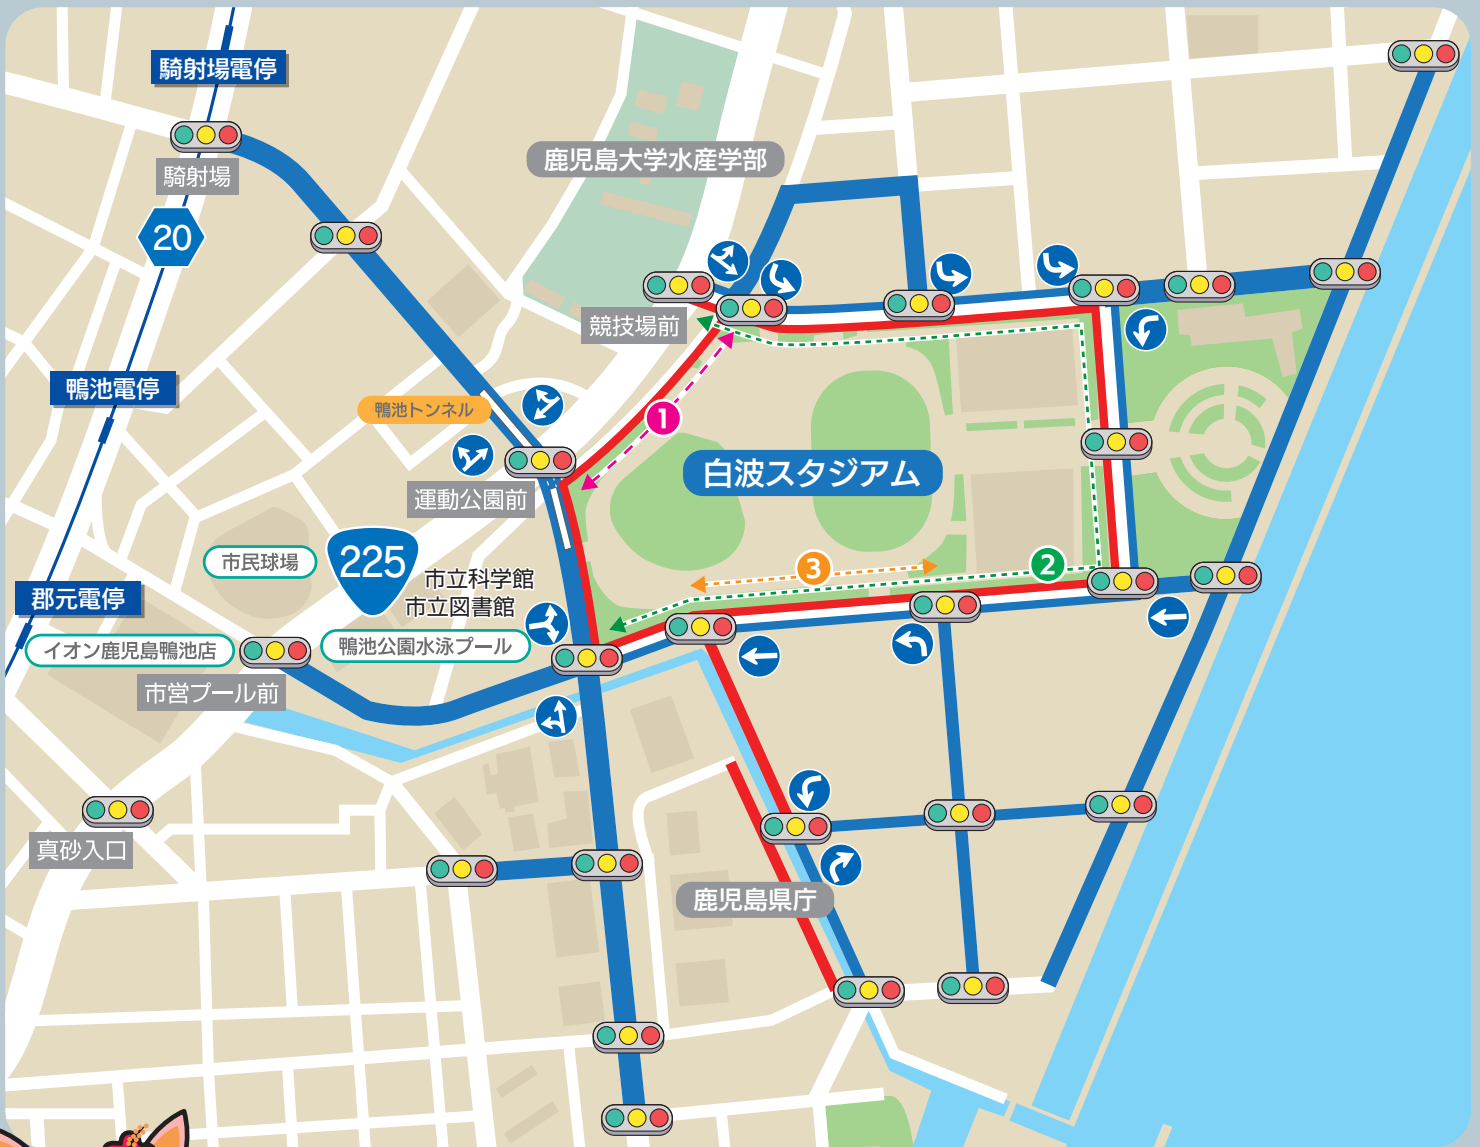 騎射場電停
騎射場
20
鹿児島大学水産学部
競技場前
鴨池電停
鴨池トンネル
1
白波スタジアム
運動公園前
市民球場
225
市立科学館
市立図書館
3
2
郡元電停
イオン鹿児島鴨池店
鴨池公園水泳プール
市営プール前
真砂入口
鹿児島県庁